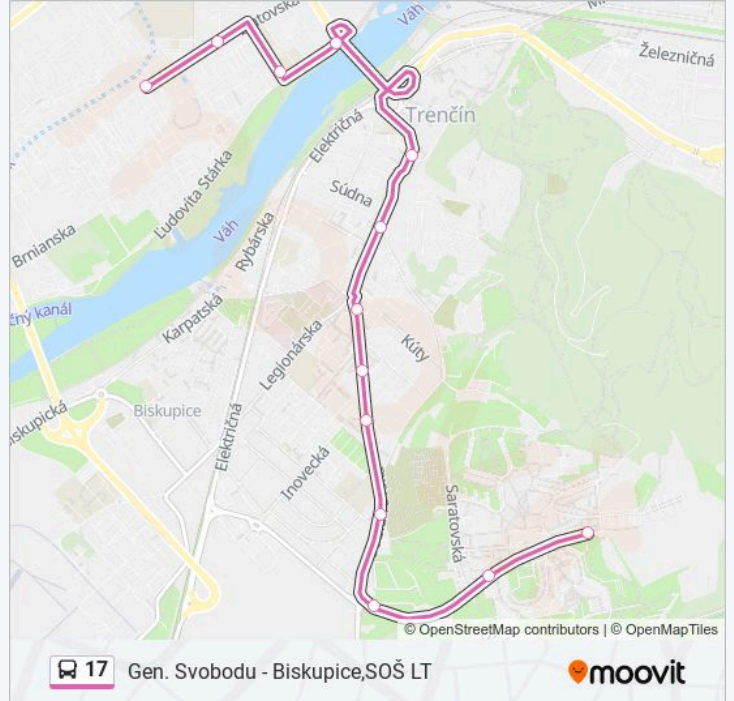 Váh
Železničná
Trenčín
Električná
Súdna
Ľudovíta Stárka
Váh
Rybárska
Brnianska
čný kanál
Karpatská
Legionárska
Kúty
Biskupice
Električná
Inovecká
Saratovská
© OpenStreetMap contributors | © OpenMapTiles
17 Gen. Svobodu - Biskupice,SOŠ LT
moovit